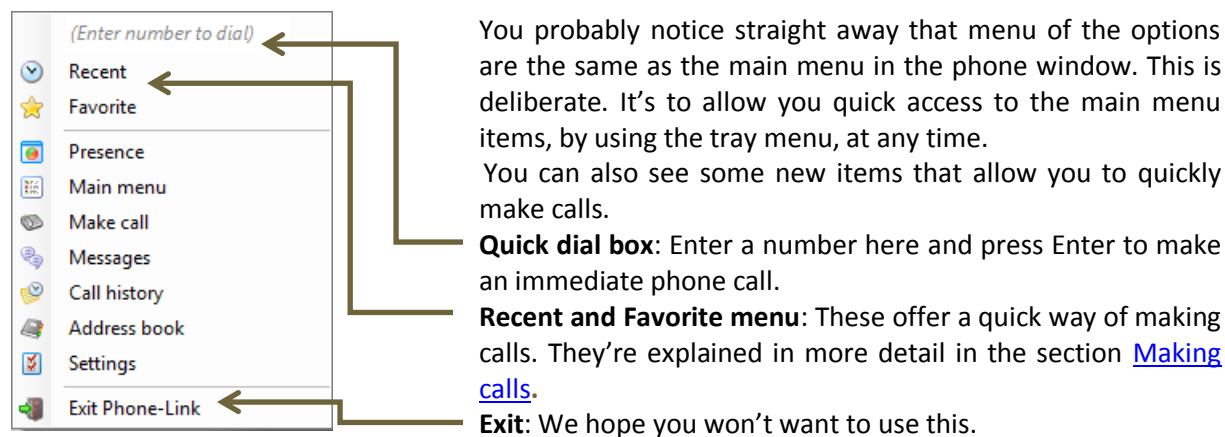 (Enter number to dial)
Recent
Favorite
Presence
Main menu
Make call
Messages
Call history
Address book
Settings
Exit Phone-Link
You probably notice straight away that menu of the options
are the same as the main menu in the phone window. This is
deliberate. It’s to allow you quick access to the main menu
items, by using the tray menu, at any time.
You can also see some new items that allow you to quickly
make calls.
Quick dial box: Enter a number here and press Enter to make
an immediate phone call.
Recent and Favorite menu: These offer a quick way of making
calls. They’re explained in more detail in the section Making
calls.
Exit: We hope you won’t want to use this.